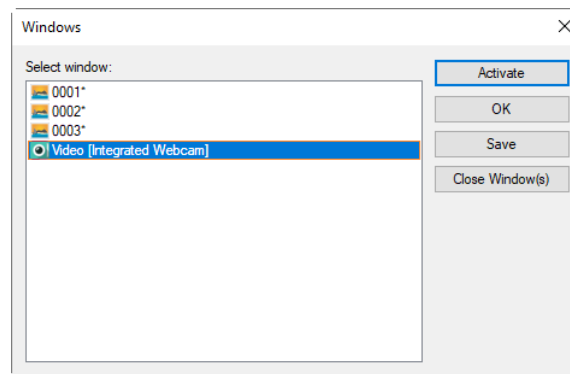 Windows
Select window:
0001*
0002*
0003*
Video [Integrated Webcam]
Activate
OK
Save
Close Window(s)